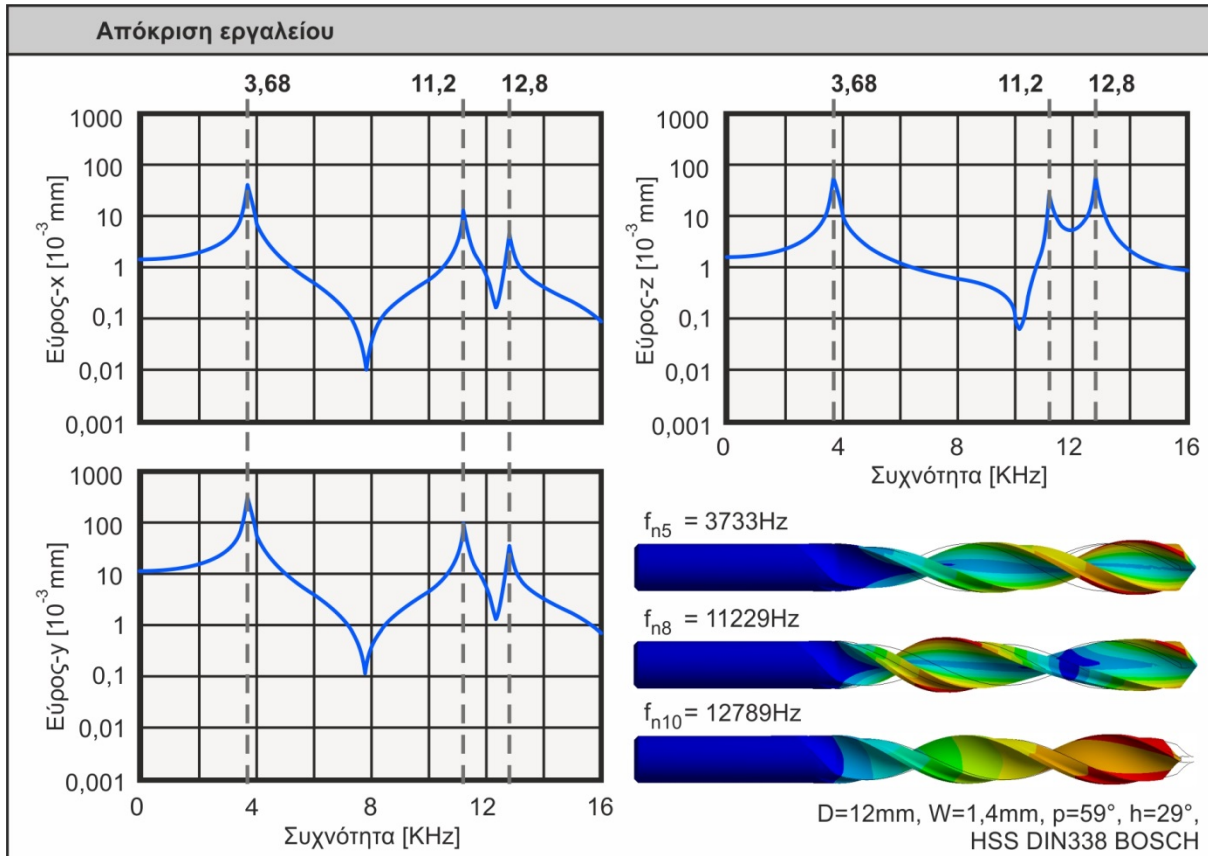 Απόκριση εργαλείου
3,68 11,2 12,8
1000
100
10
1
0,1
0,01
0,001
Εύρος-x [10⁻³mm]
3,68 11,2 12,8
1000
100
10
1
0,1
0,01
0,001
Εύρος-z [10⁻³mm]
0 4 8 12 16
Συχνότητα [KHz]
1000
100
10
1
0,1
0,01
0,001
Εύρος-y [10⁻³mm]
0 4 8 12 16
Συχνότητα [KHz]
fn5 = 3733Hz
fn8 = 11229Hz
fn10 = 12789Hz
D=12mm, W=1,4mm, p=59°, h=29°,
HSS DIN338 BOSCH